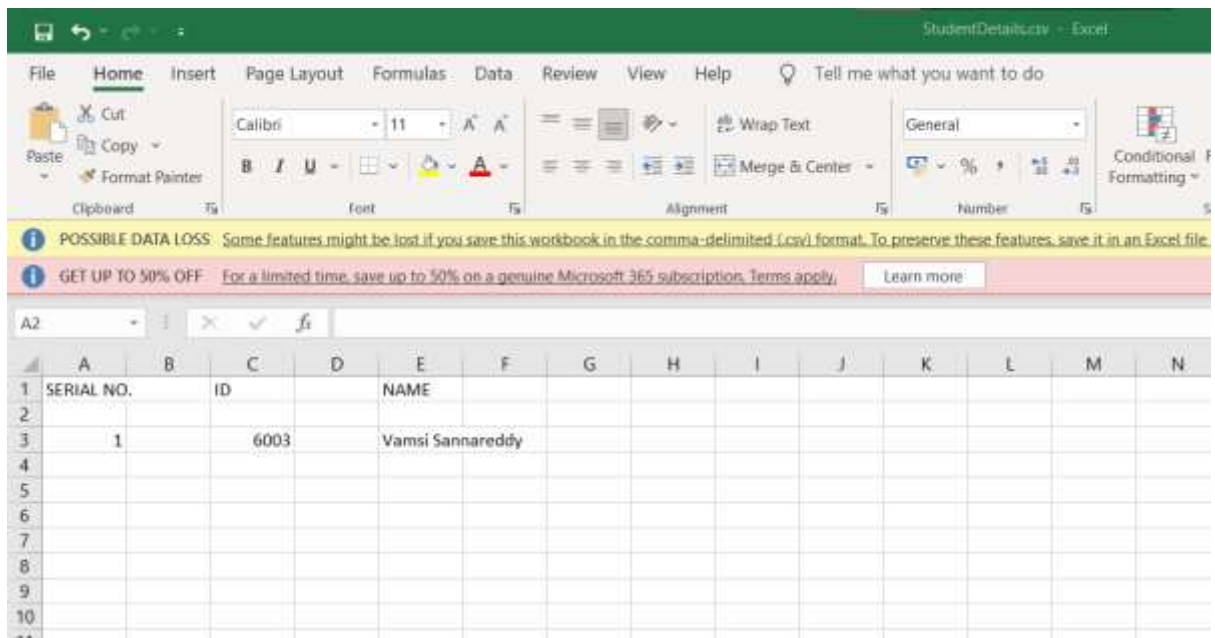 StudentDetails.csv - Excel
File Home Insert Page Layout Formulas Data Review View Help Tell me what you want to do
Cut
Copy
Format Painter
Paste
Calibri 11 A A Wrap Text General
B I U A Merge & Center % ,
Conditional
Formatting
Clipboard Font Alignment Number
POSSIBLE DATA LOSS Some features might be lost if you save this workbook in the comma-delimited (.csv) format. To preserve these features, save it in an Excel file
GET UP TO 50% OFF For a limited time, save up to 50% on a genuine Microsoft 365 subscription. Terms apply. Learn more
A2 fx
A B C D E F G H I J K L M N
1 SERIAL NO. ID NAME
2
3 1 6003 Vamsi Sannareddy
4
5
6
7
8
9
10